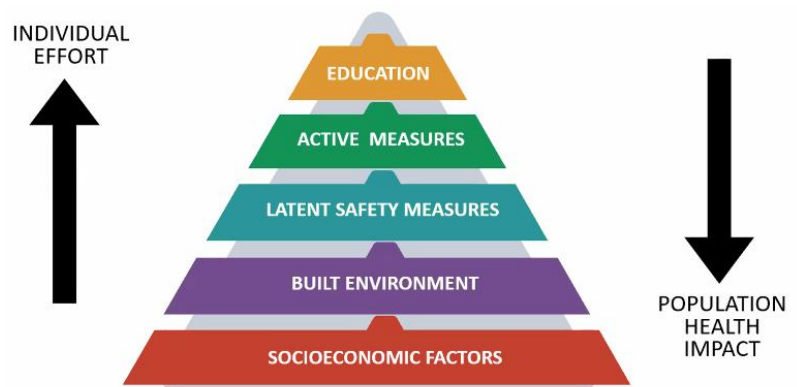 INDIVIDUAL
EFFORT
EDUCATION
ACTIVE MEASURES
LATENT SAFETY MEASURES
BUILT ENVIRONMENT
SOCIOECONOMIC FACTORS
POPULATION
HEALTH
IMPACT